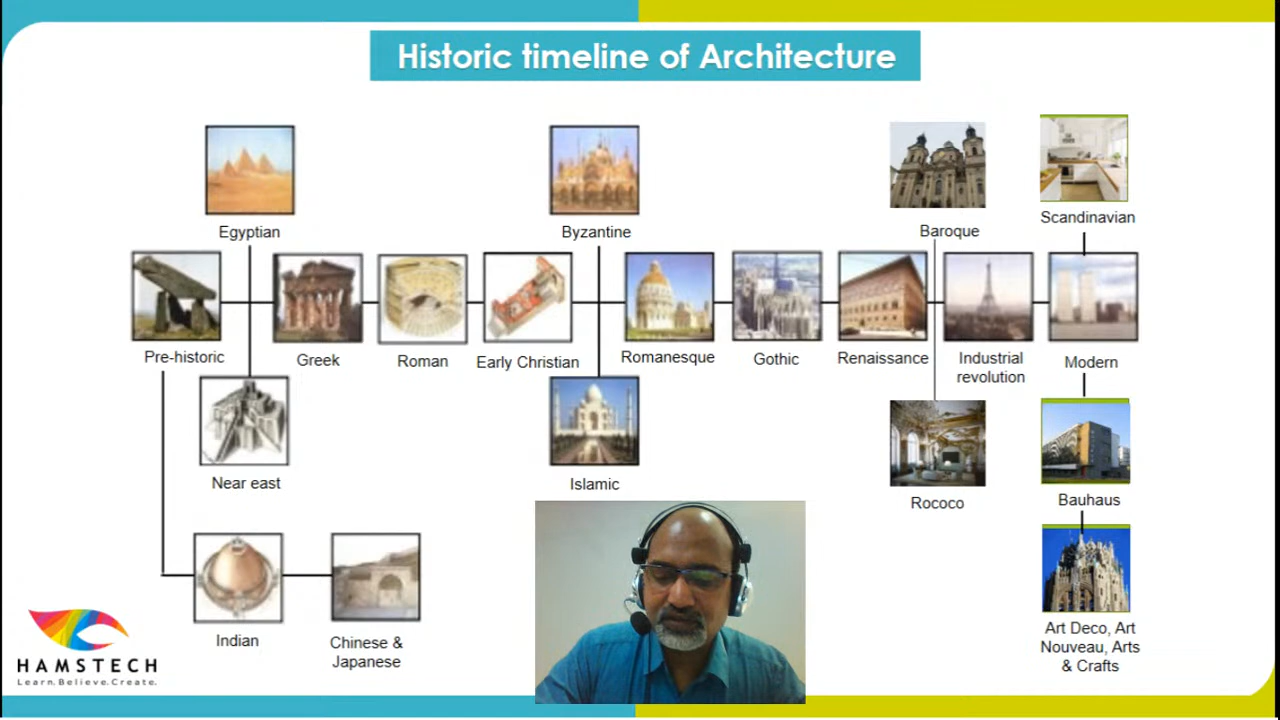 Historic timeline of Architecture
Egyptian
Byzantine
Baroque
Scandinavian
Pre-historic
Greek
Roman
Early Christian
Romanesque
Gothic
Renaissance
Industrial
revolution
Modern
Near east
Islamic
Rococo
Bauhaus
Indian
Chinese &
Japanese
Art Deco, Art
Nouveau, Arts
& Crafts
HAMSTECH
Learn.Believe.Create.